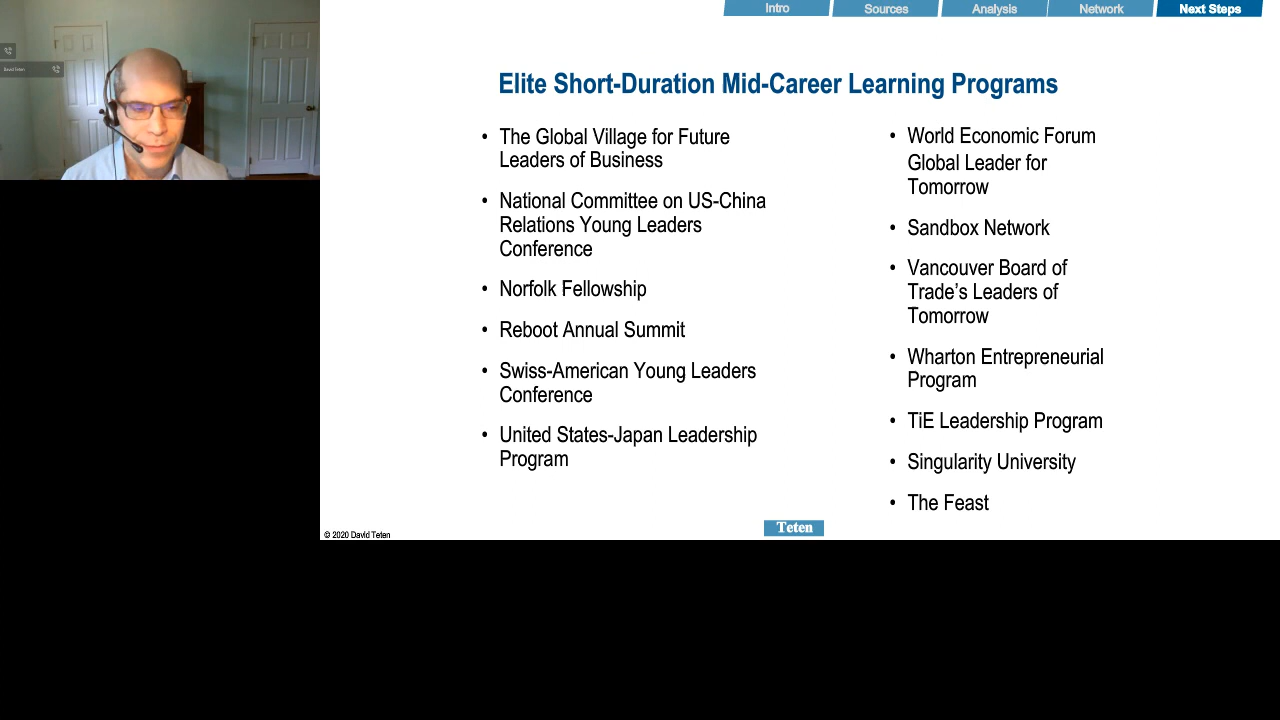 Intro
Sources
Analysis
Network
Next Steps
David Teten
Elite Short-Duration Mid-Career Learning Programs
• The Global Village for Future
Leaders of Business
• National Committee on US-China
Relations Young Leaders
Conference
• Norfolk Fellowship
• Reboot Annual Summit
• Swiss-American Young Leaders
Conference
• United States-Japan Leadership
Program
• World Economic Forum
Global Leader for
Tomorrow
• Sandbox Network
• Vancouver Board of
Trade’s Leaders of
Tomorrow
• Wharton Entrepreneurial
Program
• TiE Leadership Program
• Singularity University
• The Feast
© 2020 David Teten
Teten